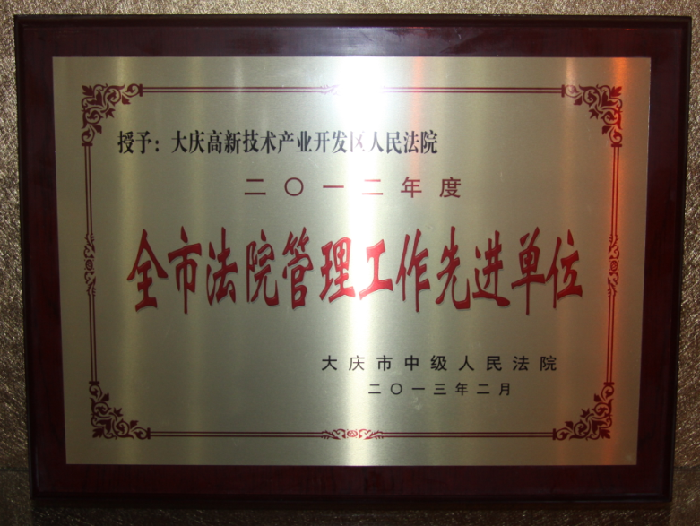 授予：大庆高新技术产业开发区人民法院
二〇一二年度
全市法院管理工作先进单位
大庆市中级人民法院
二〇一三年二月